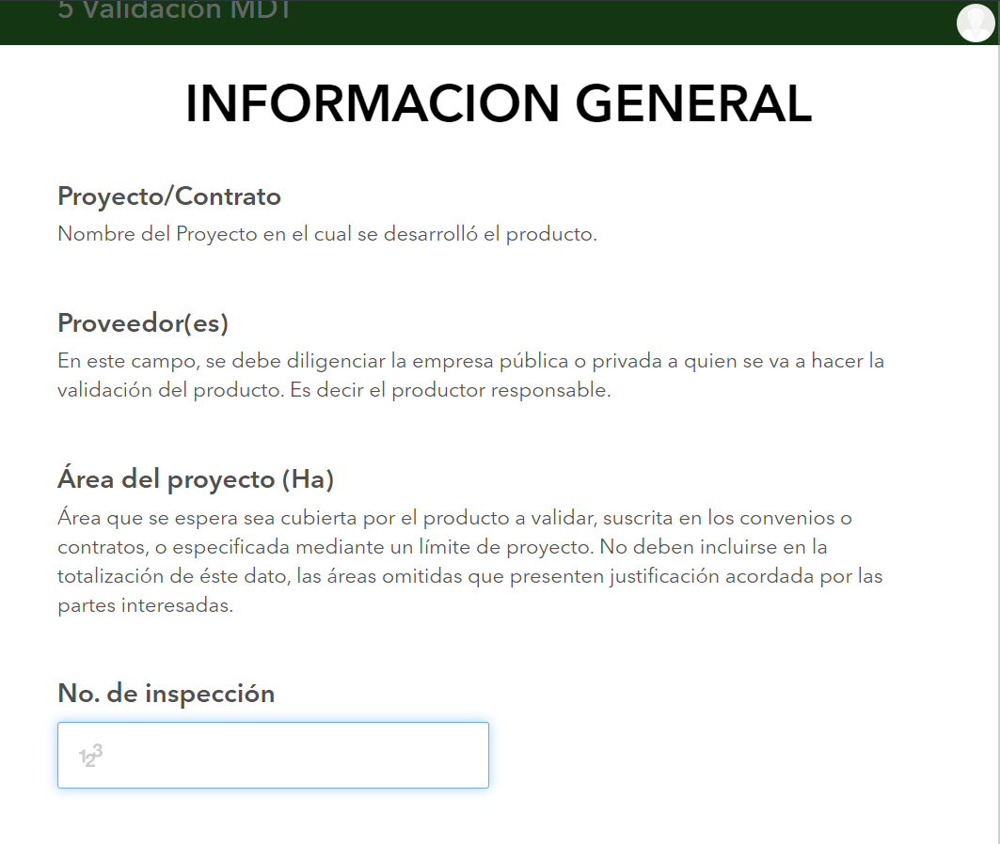 5 Validación MDT
INFORMACION GENERAL
Proyecto/Contrato
Nombre del Proyecto en el cual se desarrolló el producto.
Proveedor(es)
En este campo, se debe diligenciar la empresa pública o privada a quien se va a hacer la
validación del producto. Es decir el productor responsable.
Área del proyecto (Ha)
Área que se espera sea cubierta por el producto a validar, suscrita en los convenios o
contratos, o especificada mediante un límite de proyecto. No deben incluirse en la
totalización de éste dato, las áreas omitidas que presenten justificación acordada por las
partes interesadas.
No. de inspección
123